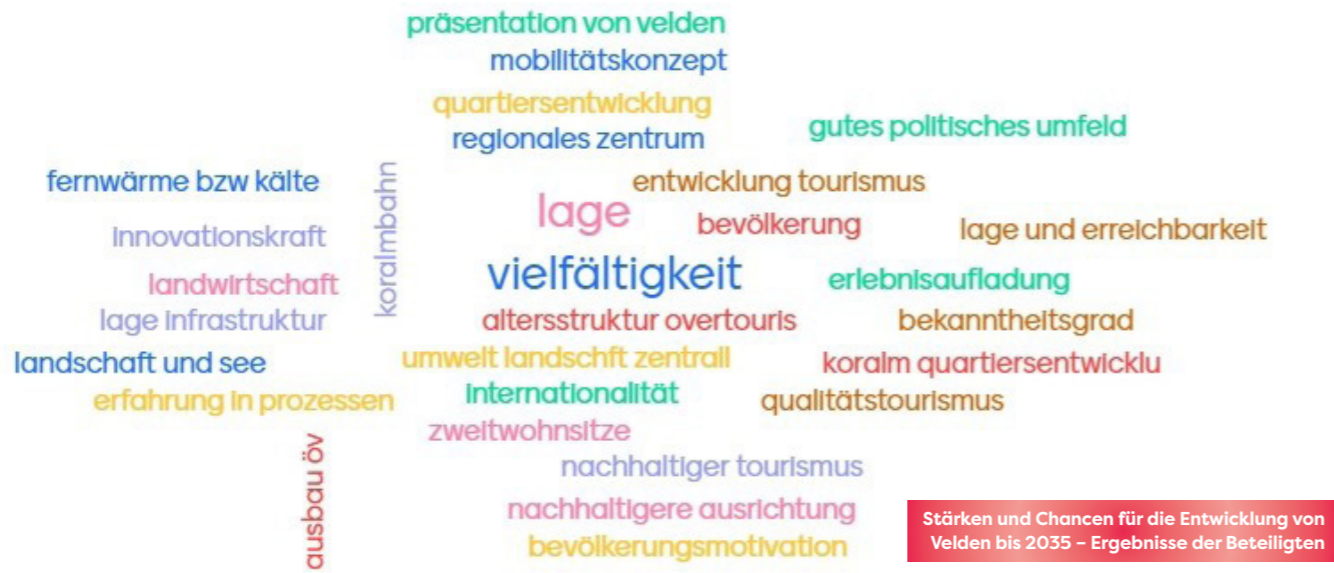 präsentation von velden
mobilitätskonzept
quartiersentwicklung
gutes politisches umfeld
regionales zentrum
fernwärme bzw kälte
koralmbahn
entwicklung tourismus
lage
bevölkerung
lage und erreichbarkeit
innovationskraft
vielfältigkeit
erlebnisaufladung
landwirtschaft
lage infrastruktur
altersstruktur overtouris
bekanntheitsgrad
landschaft und see
umwelt landschft zentrall
koralm quartiersentwicklu
erfahrung in prozessen
internationalität
qualitätstourismus
zweitwohnsitze
ausbau öv
nachhaltiger tourismus
nachhaltigere ausrichtung
bevölkerungsmotivation
Stärken und Chancen für die Entwicklung von
Velden bis 2035 – Ergebnisse der Beteiligten